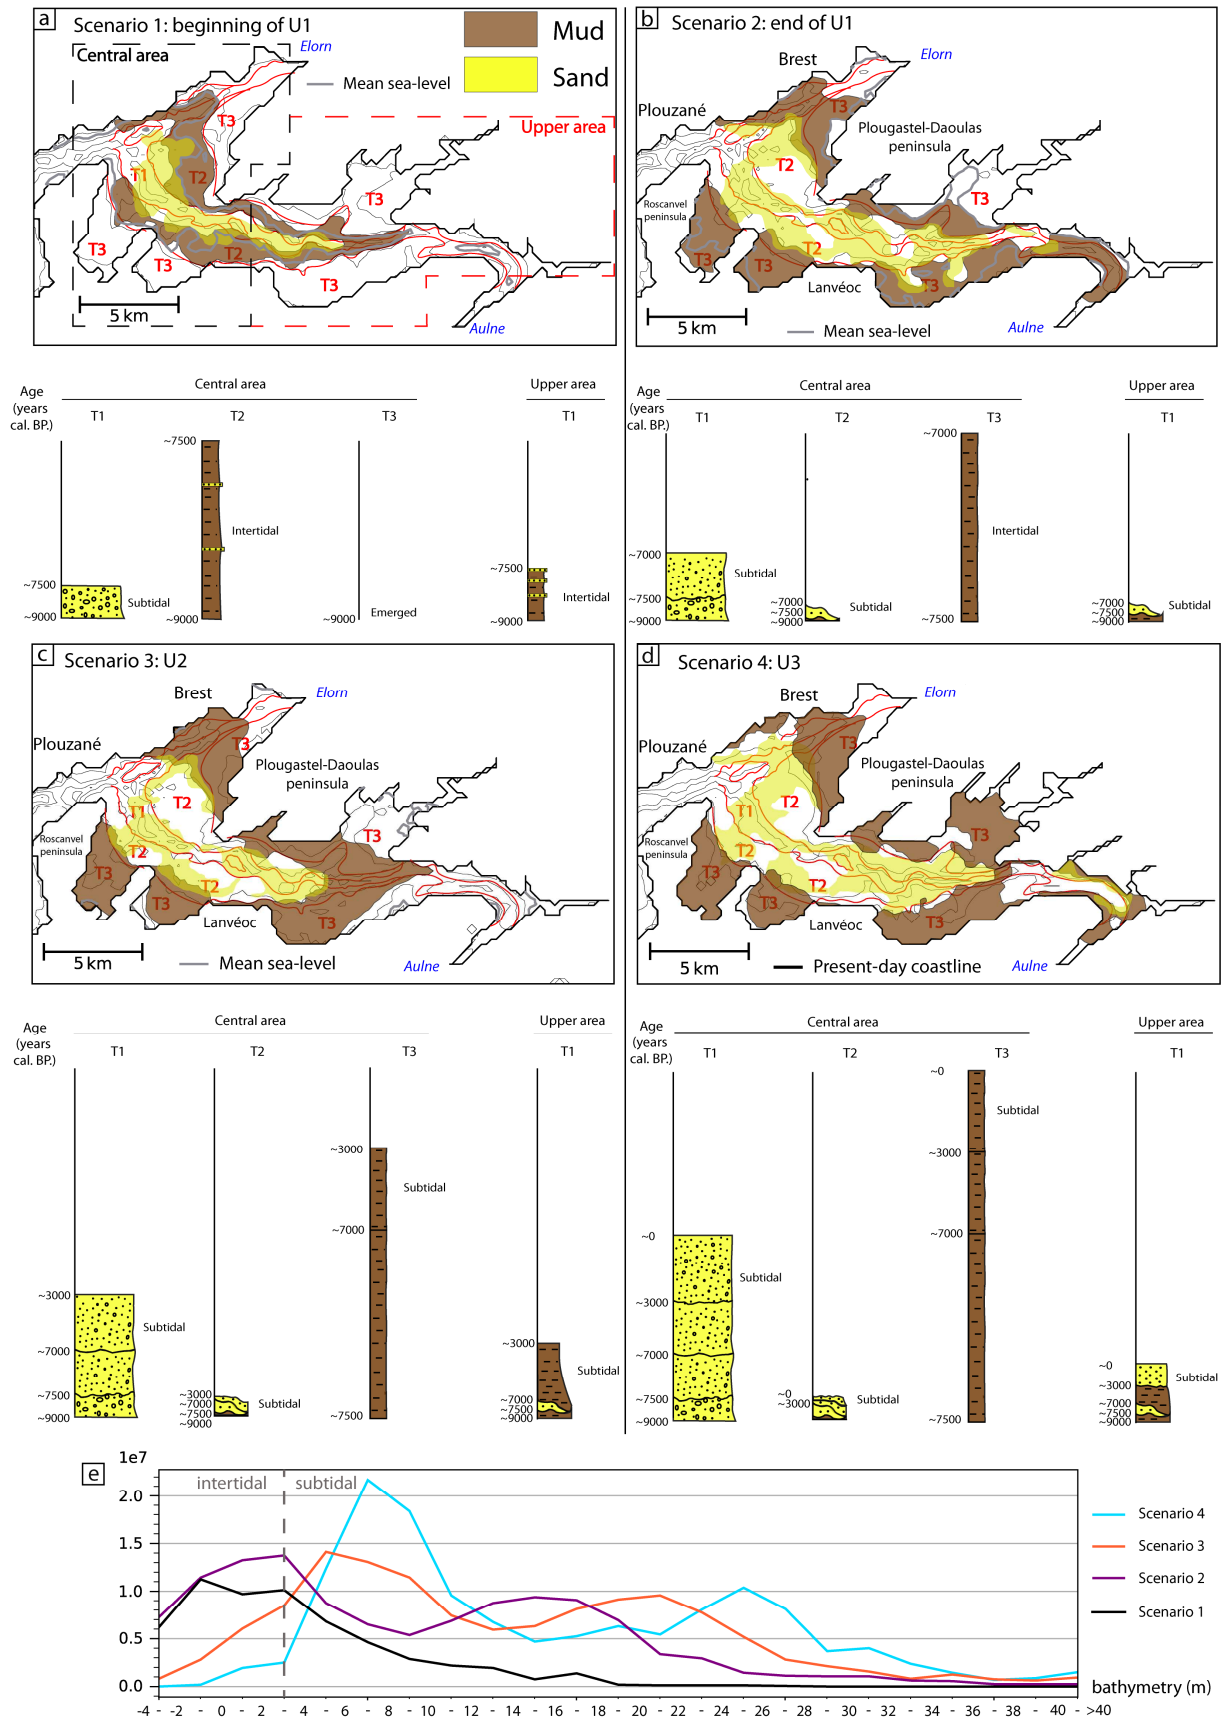 a
Scenario 1: beginning of U1
Central area
Elorn
Mud
Sand
Mean sea-level
Upper area
T3
T1
T2
T3
T3
T3
T2
T3
5 km
Aulne
b
Scenario 2: end of U1
Brest
Elorn
Plouzané
T3
Plougastel-Daoulas
peninsula
T2
Roscanvel
peninsula
T3
T2
T3
T3
T3
Lanvéoc
5 km
Mean sea-level
Aulne
Age
(years
cal. BP.)
Central area
Upper area
T1
T2
T3
T1
~7500
~9000
Subtidal
~7500
~9000
Intertidal
~9000
Emerged
~7500
~9000
Intertidal
Age
(years
cal. BP.)
Central area
Upper area
T1
T2
T3
T1
~7000
~7500
~9000
Subtidal
~7000
~7500
~9000
Subtidal
~7000
~7500
Intertidal
~7000
~7500
~9000
Subtidal
c
Scenario 3: U2
Brest
Elorn
Plouzané
T3
Plougastel-Daoulas
peninsula
T2
T1
T3
Roscanvel
peninsula
T2
T3
T2
T3
T3
Lanvéoc
5 km
Mean sea-level
Aulne
d
Scenario 4: U3
Brest
Elorn
Plouzané
T3
Plougastel-Daoulas
peninsula
T2
T1
T3
Roscanvel
peninsula
T2
T3
T3
T2
T3
Lanvéoc
5 km
Present-day coastline
Aulne
Age
(years
cal. BP.)
Central area
Upper area
T1
T2
T3
T1
~3000
~7000
~7500
~9000
Subtidal
~3000
~7000
~7500
~9000
Subtidal
~3000
~7000
~7500
Subtidal
~3000
~7000
~7500
~9000
Subtidal
Age
(years
cal. BP.)
Central area
Upper area
T1
T2
T3
T1
~0
~3000
~7000
~7500
~9000
Subtidal
~0
~3000
Subtidal
~0
~3000
~7000
~7500
Subtidal
~0
~3000
~7000
~7500
~9000
Subtidal
e
1e7
intertidal
subtidal
2.0
1.5
1.0
0.5
0.0
Scenario 4
Scenario 3
Scenario 2
Scenario 1
bathymetry (m)
-4 - -2 - 0 - 2 - 4 - 6 - 8 - 10 - 12 - 14 - 16 - 18 - 20 - 22 - 24 - 26 - 28 - 30 - 32 - 34 - 36 - 38 - 40 - >40